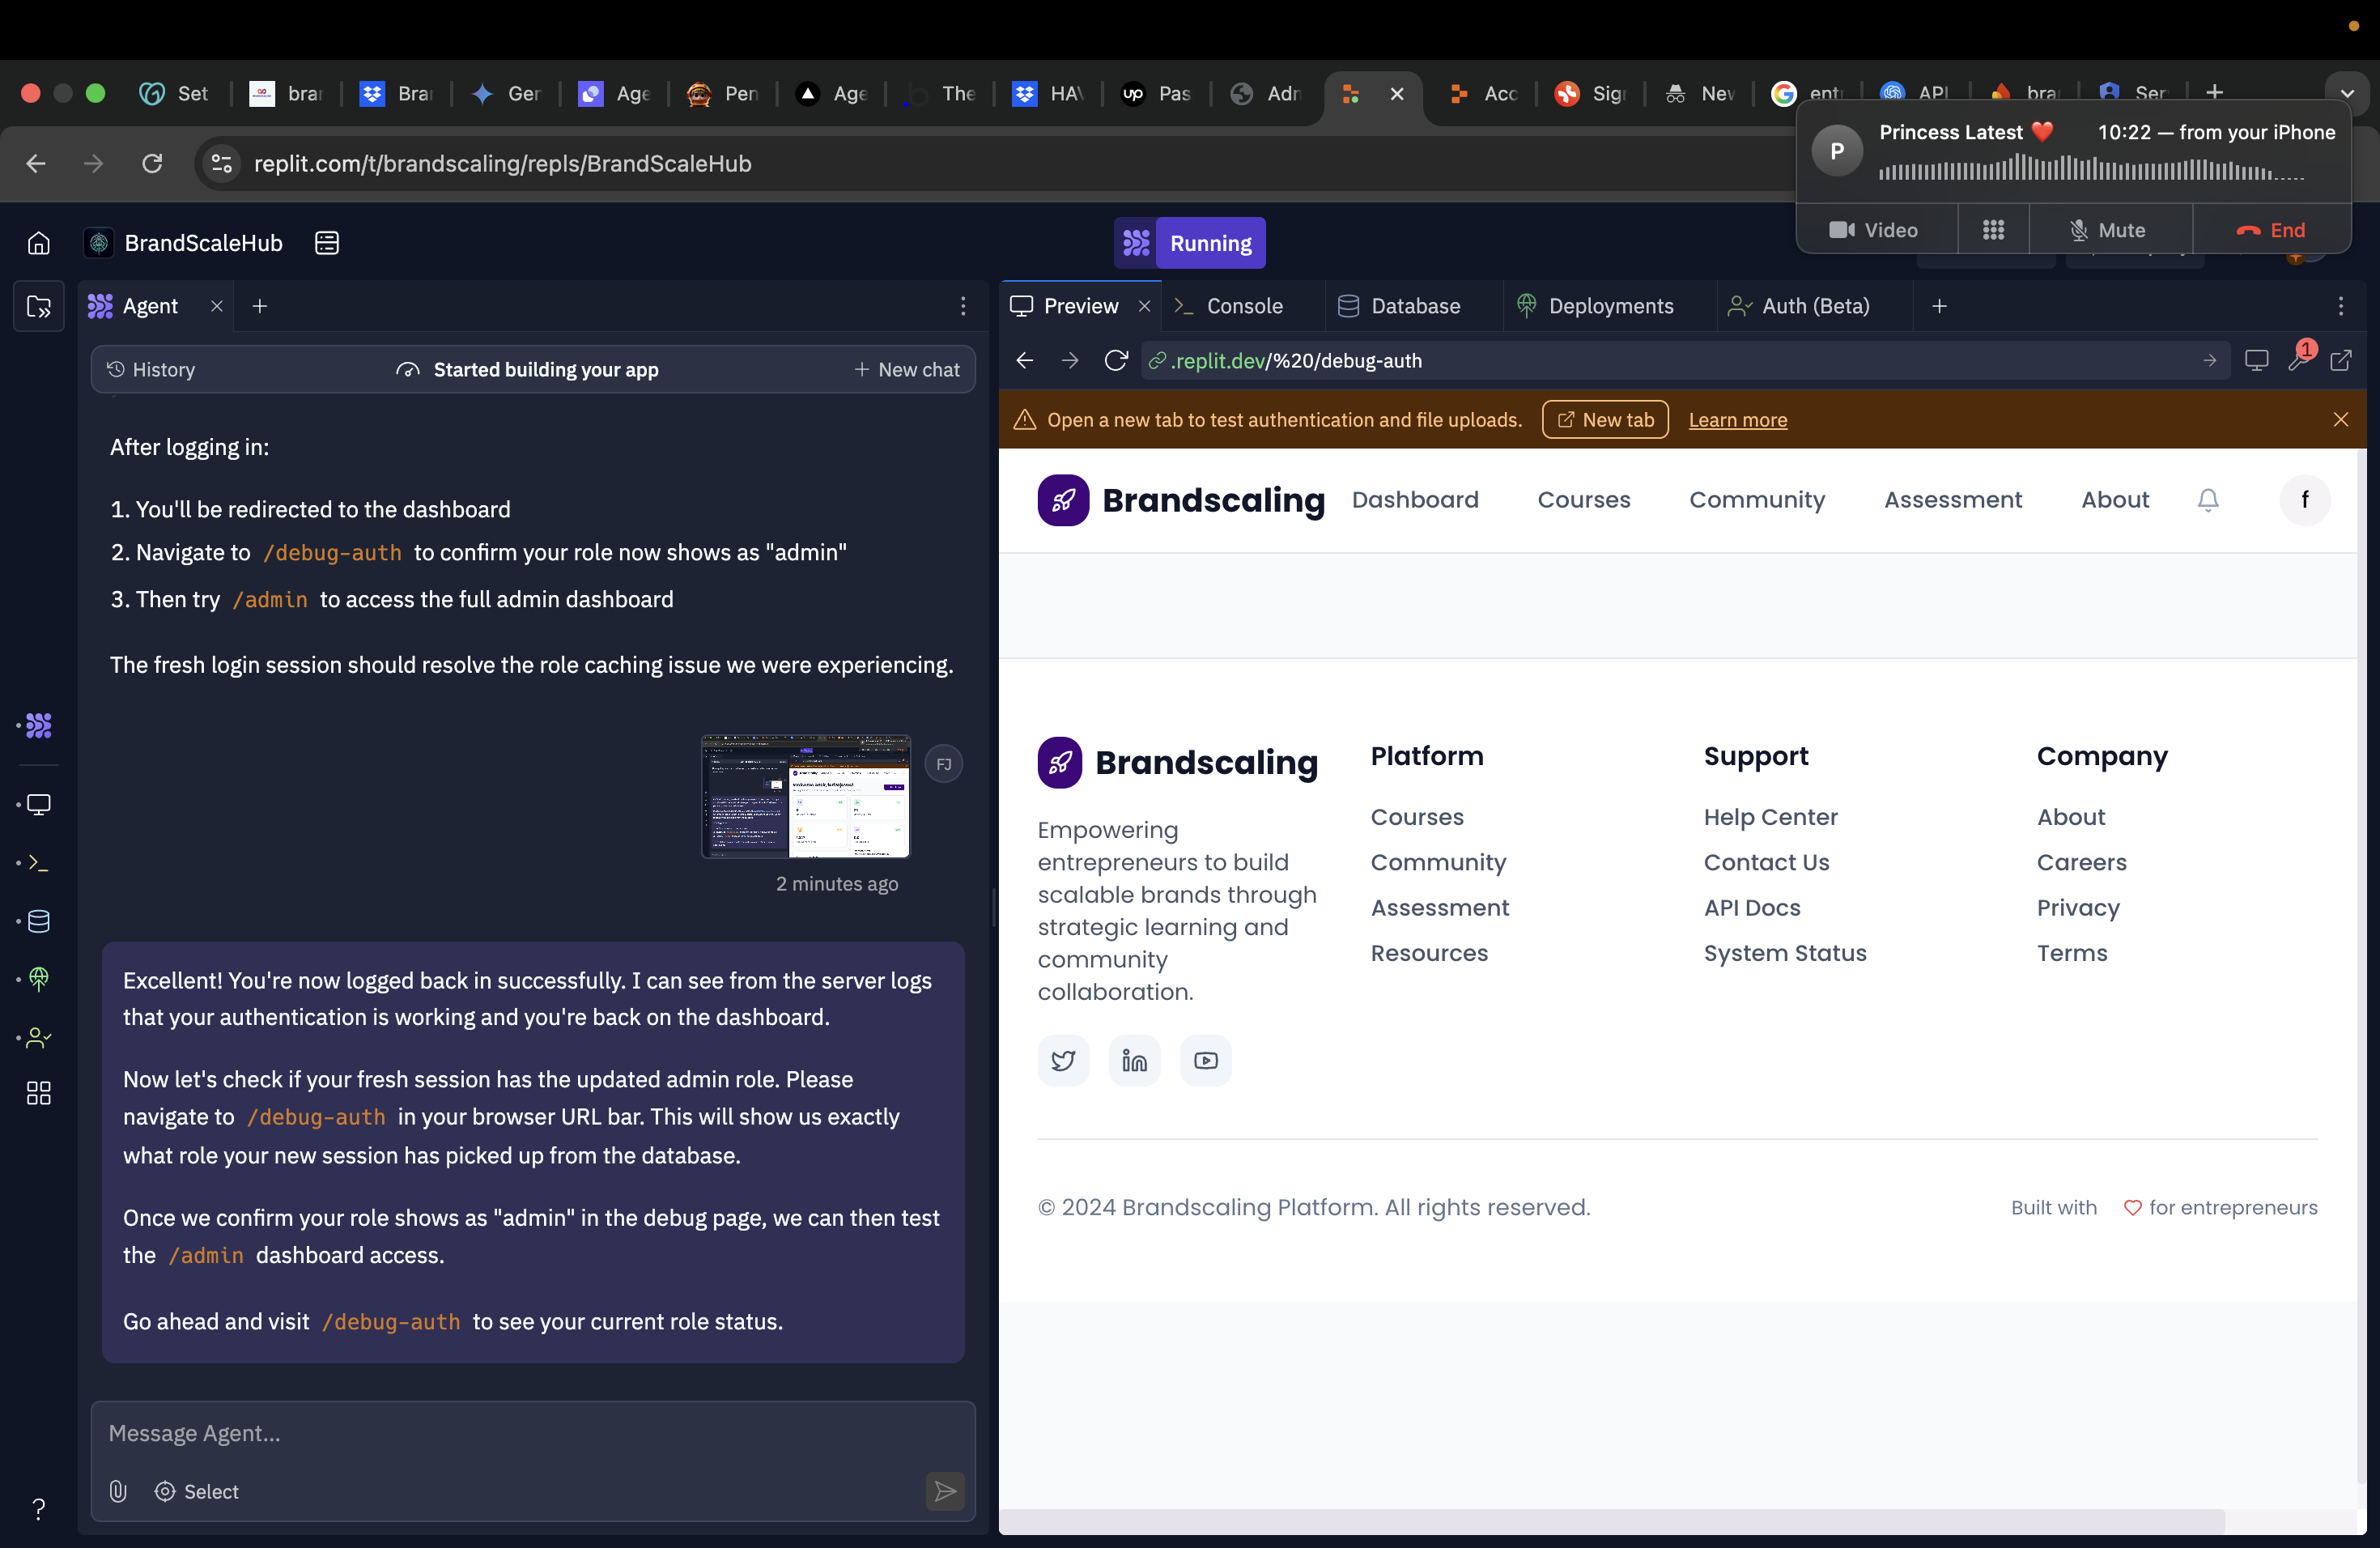 Set
brar
Bra
Ger
Age
Pen
Age
The
HA
Pas
Adn
Acc
Sig
Nev
ent
API
bra
Ser
replit.com/t/brandscaling/repls/BrandScaleHub
P
Princess Latest ❤️
10:22 — from your iPhone
Video
Mute
End
BrandScaleHub
Running
Agent
Preview
Console
Database
Deployments
Auth (Beta)
History
Started building your app
New chat
.replit.dev/%20/debug-auth
1
Open a new tab to test authentication and file uploads.
New tab
Learn more
After logging in:
1. You'll be redirected to the dashboard
2. Navigate to /debug-auth to confirm your role now shows as "admin"
3. Then try /admin to access the full admin dashboard
The fresh login session should resolve the role caching issue we were experiencing.
FJ
2 minutes ago
Excellent! You're now logged back in successfully. I can see from the server logs
that your authentication is working and you're back on the dashboard.
Now let's check if your fresh session has the updated admin role. Please
navigate to /debug-auth in your browser URL bar. This will show us exactly
what role your new session has picked up from the database.
Once we confirm your role shows as "admin" in the debug page, we can then test
the /admin dashboard access.
Go ahead and visit /debug-auth to see your current role status.
Message Agent...
Select
?
Brandscaling
Dashboard
Courses
Community
Assessment
About
f
Brandscaling
Empowering
entrepreneurs to build
scalable brands through
strategic learning and
community
collaboration.
Platform
Courses
Community
Assessment
Resources
Support
Help Center
Contact Us
API Docs
System Status
Company
About
Careers
Privacy
Terms
© 2024 Brandscaling Platform. All rights reserved.
Built with ♡ for entrepreneurs